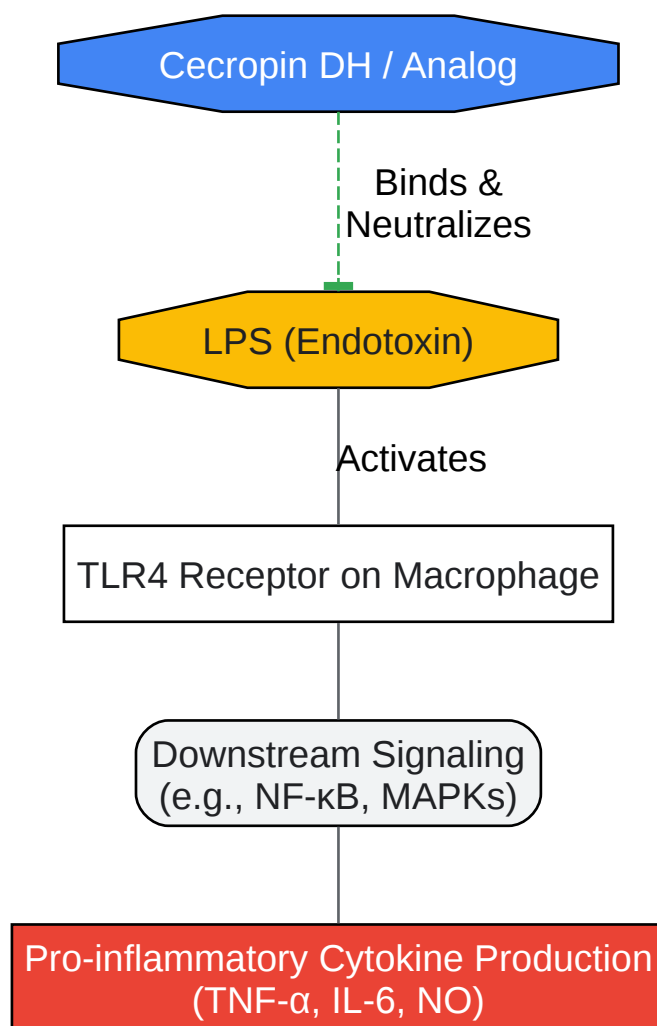 Cecropin DH / Analog
Binds &
Neutralizes
LPS (Endotoxin)
Activates
TLR4 Receptor on Macrophage
Downstream Signaling
(e.g., NF-κB, MAPKs)
Pro-inflammatory Cytokine Production
(TNF-α, IL-6, NO)